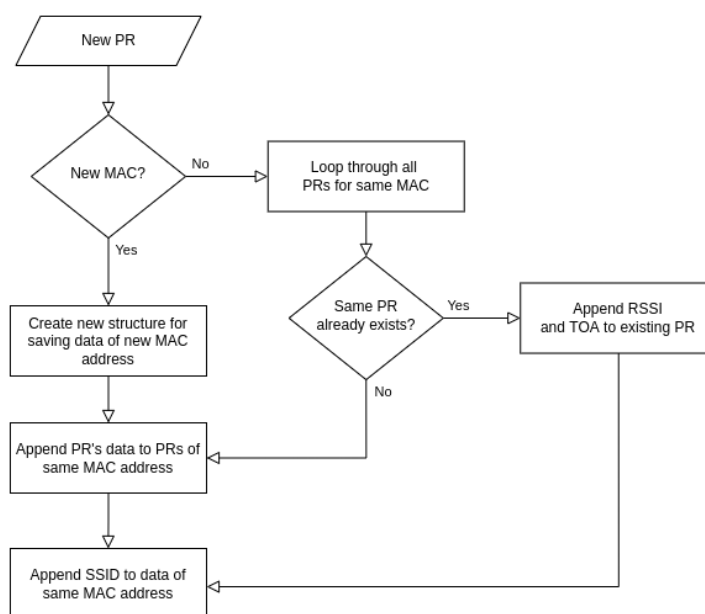 New PR
New MAC?
No
Loop through all
PRs for same MAC
Yes
Create new structure for
saving data of new MAC
address
Same PR
already exists?
Yes
Append RSSI
and TOA to existing PR
No
Append PR's data to PRs of
same MAC address
Append SSID to data of
same MAC address